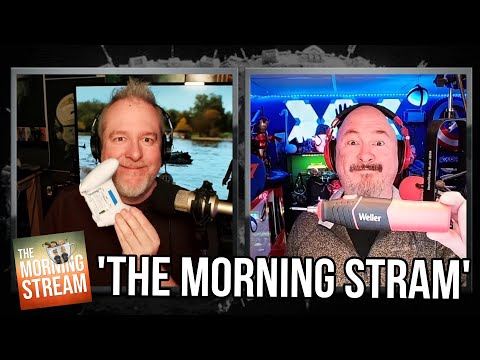 Weller
THE
MORNING
STREAM
'THE MORNING STRAM'